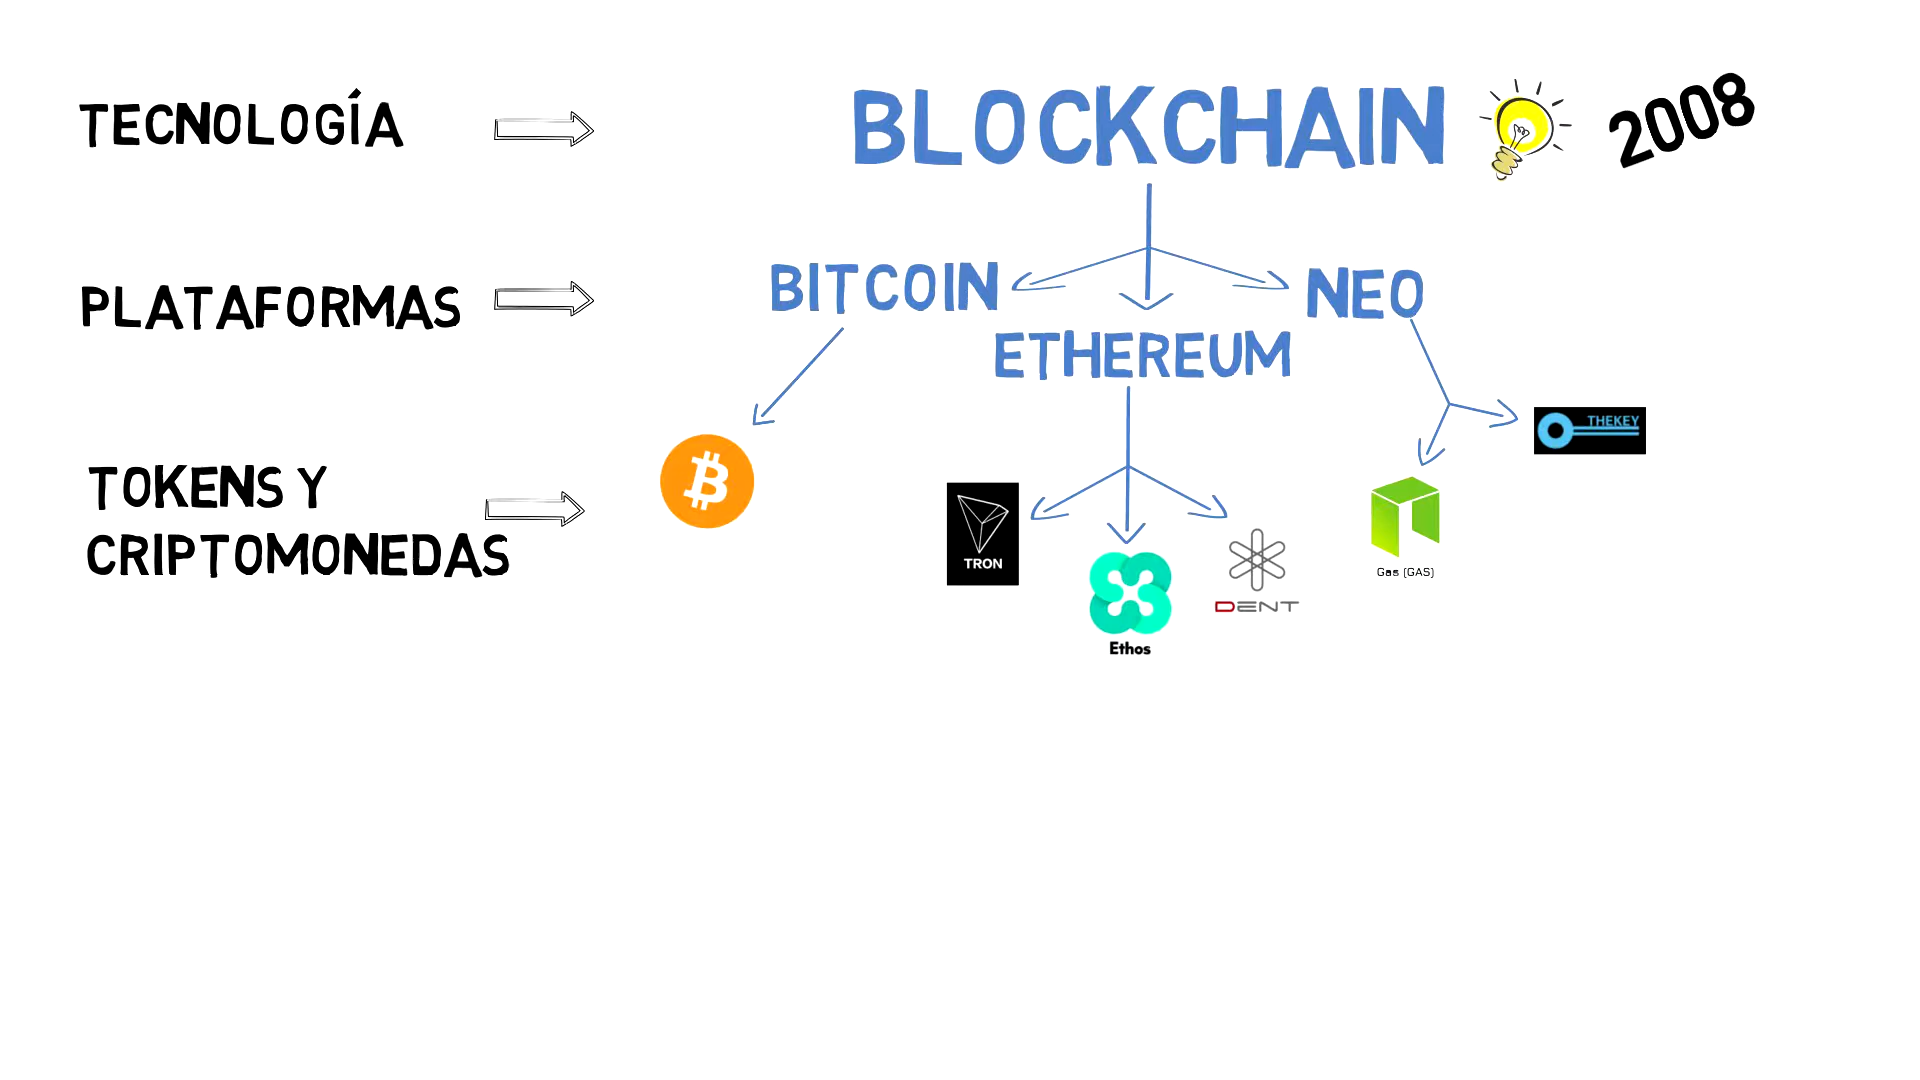 TECNOLOGÍA
BLOCKCHAIN
2008
PLATAFORMAS
BITCOIN
NEO
ETHEREUM
THEKEY
TOKENS Y
CRIPTOMONEDAS
TRON
Gas (GAS)
DENT
Ethos